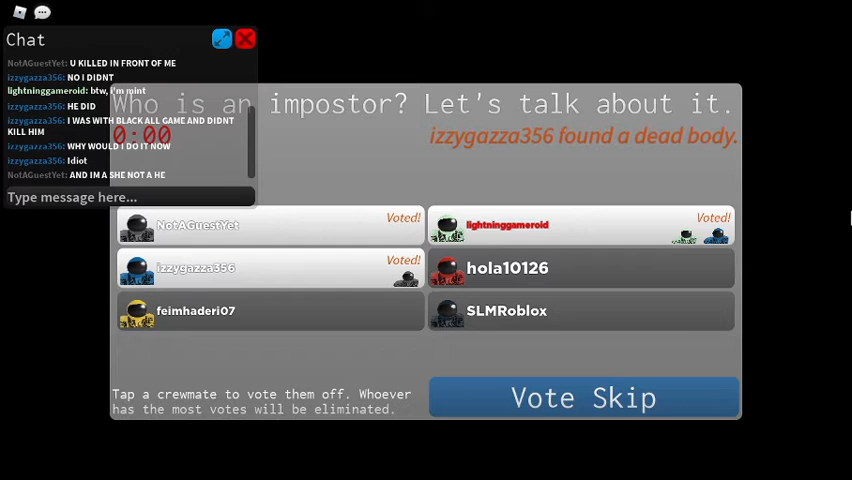 Chat
NotAGuestYet: U KILLED IN FRONT OF ME
izzygazza356: NO I DIDNT
lightninggameroid: btw, i'm mint
izzygazza356: HE DID
izzygazza356: I WAS WITH BLACK ALL GAME AND DIDNT
KILL HIM
izzygazza356: WHY WOULD I DO IT NOW
izzygazza356: Idiot
NotAGuestYet: AND IM A SHE NOT A HE
Type message here...
Who is an impostor? Let's talk about it.
0:00
izzygazza356 found a dead body.
NotAGuestYet Voted!
lightninggameroid Voted!
izzygazza356 Voted!
hola10126
feimhaderi07
SLMRoblox
Tap a crewmate to vote them off. Whoever
has the most votes will be eliminated.
Vote Skip